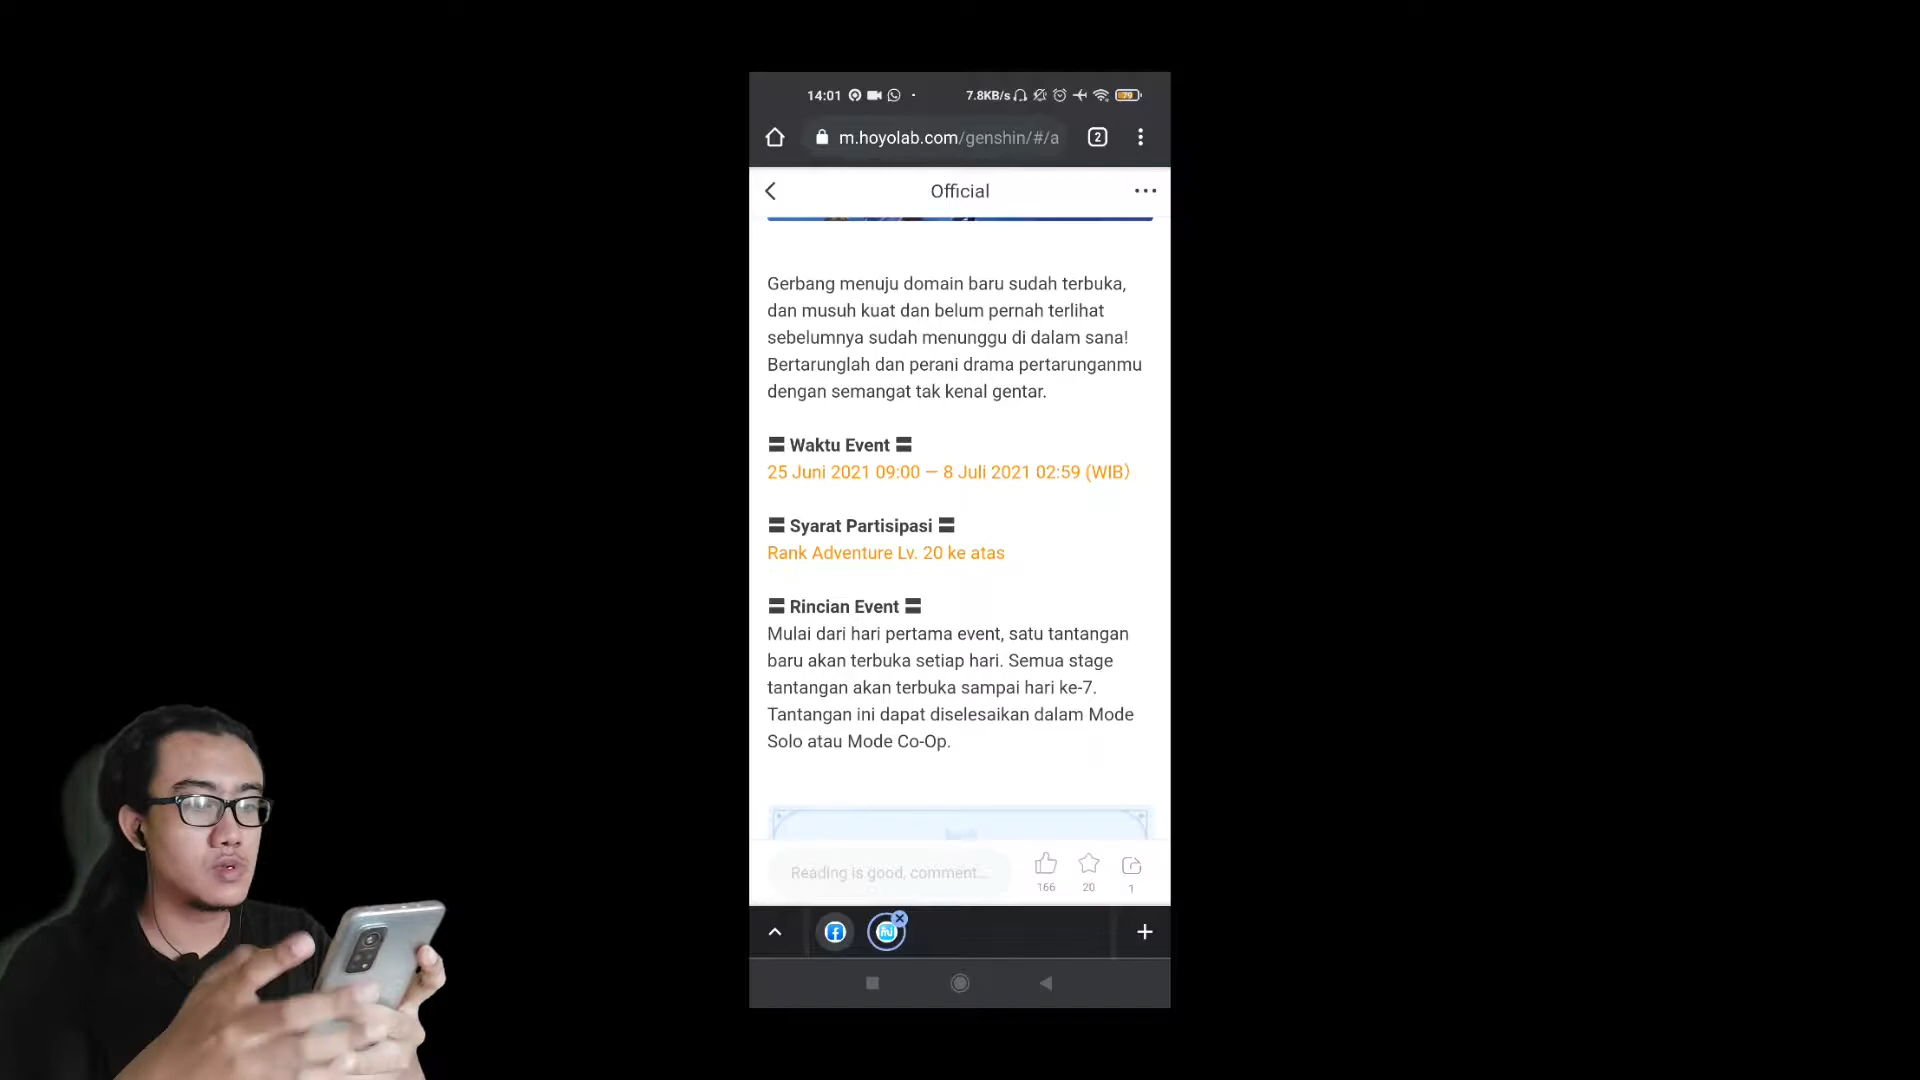 14:01
7.8KB/s
79
m.hoyolab.com/genshin/#/a
2
Official
Gerbang menuju domain baru sudah terbuka,
dan musuh kuat dan belum pernah terlihat
sebelumnya sudah menunggu di dalam sana!
Bertarunglah dan perani drama pertarunganmu
dengan semangat tak kenal gentar.
〓 Waktu Event 〓
25 Juni 2021 09:00 — 8 Juli 2021 02:59 (WIB）
〓 Syarat Partisipasi 〓
Rank Adventure Lv. 20 ke atas
〓 Rincian Event 〓
Mulai dari hari pertama event, satu tantangan
baru akan terbuka setiap hari. Semua stage
tantangan akan terbuka sampai hari ke-7.
Tantangan ini dapat diselesaikan dalam Mode
Solo atau Mode Co-Op.
Reading is good, comment...
166
20
1